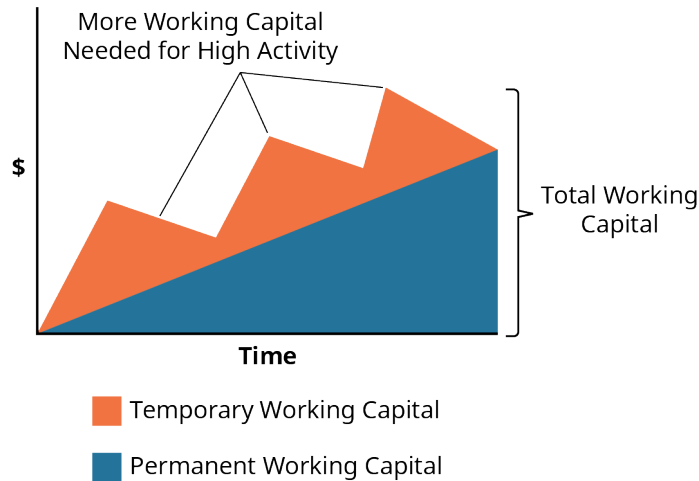 More Working Capital
Needed for High Activity
$
Total Working
Capital
Time
Temporary Working Capital
Permanent Working Capital